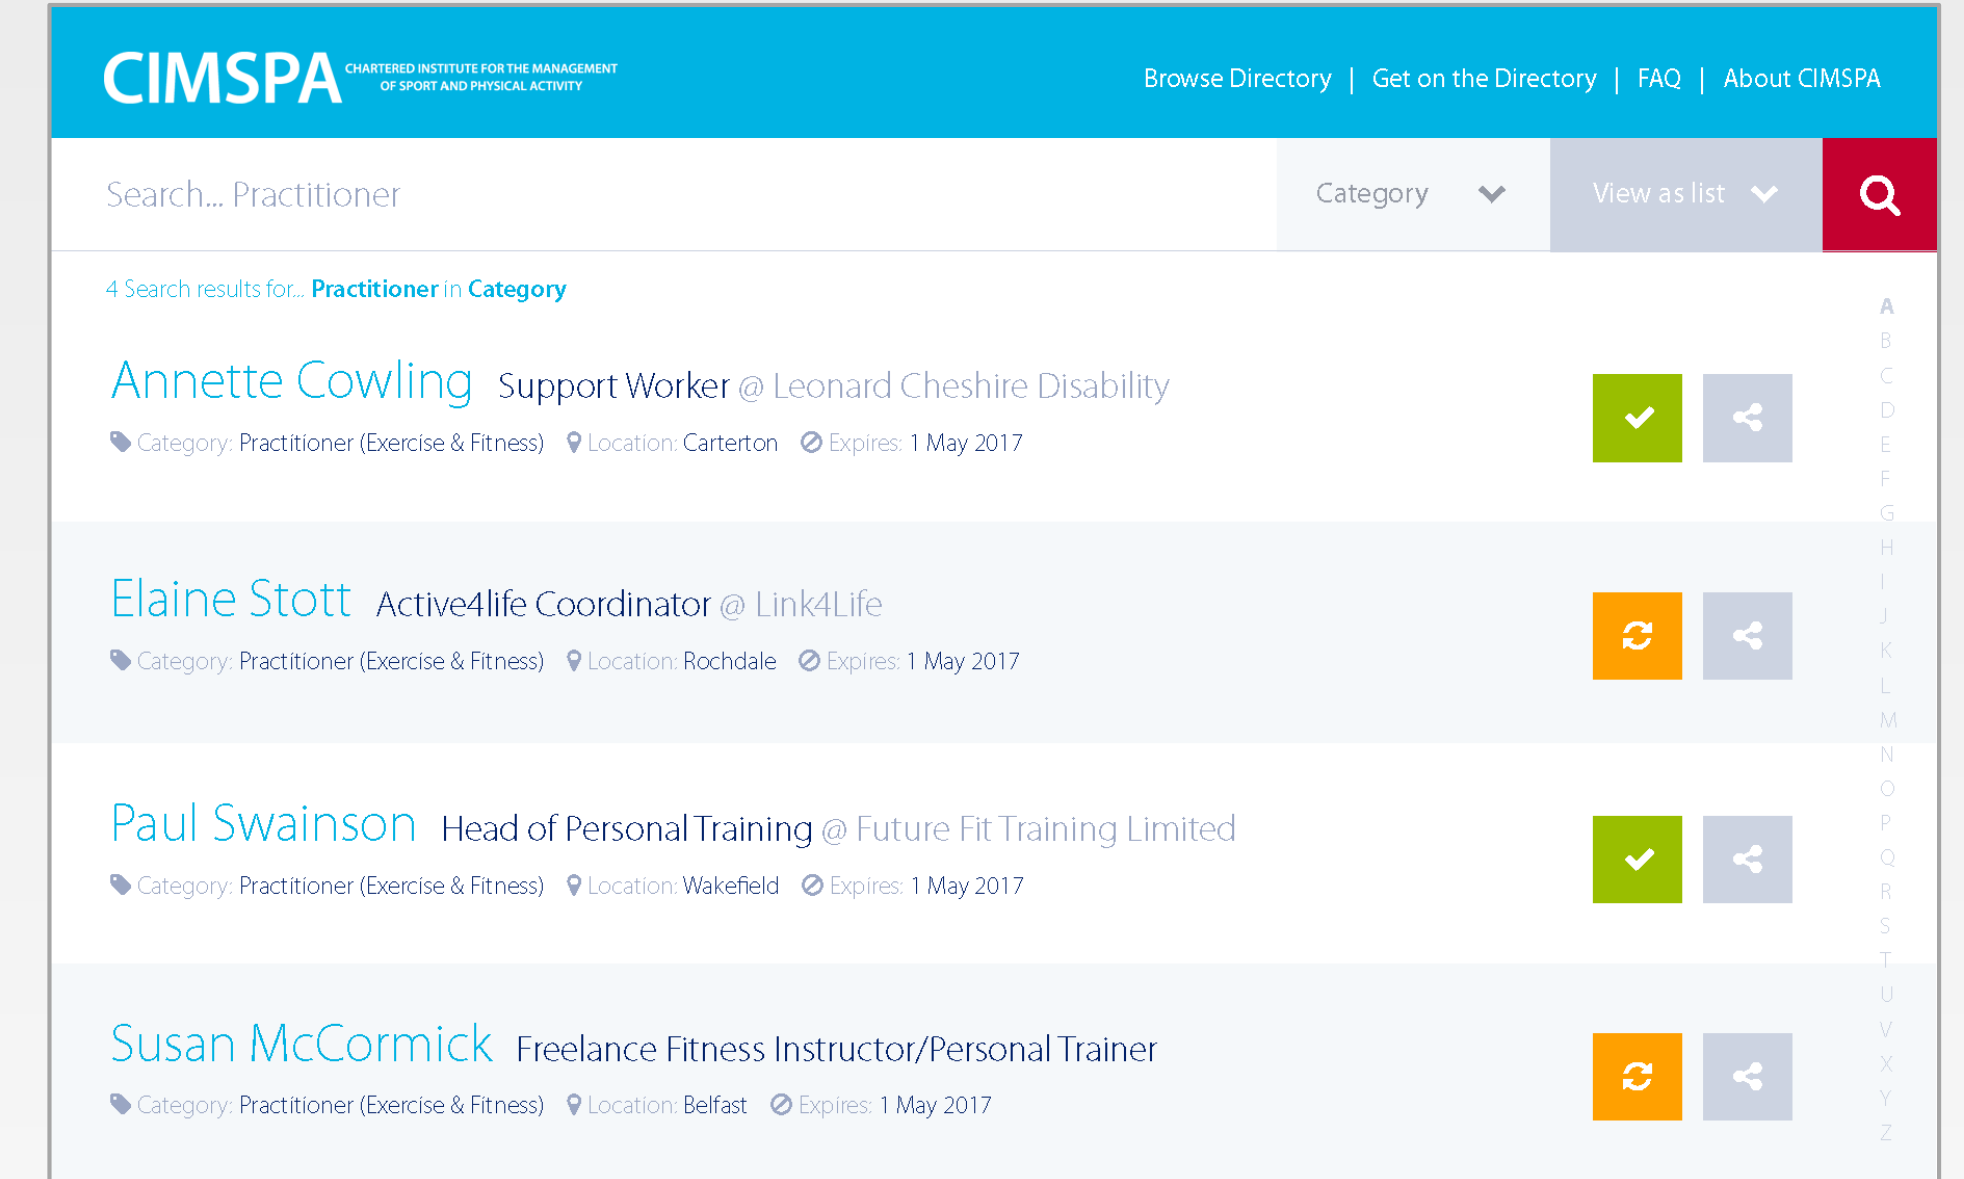 CIMSPA CHARTERED INSTITUTE FOR THE MANAGEMENT
OF SPORT AND PHYSICAL ACTIVITY
Browse Directory | Get on the Directory | FAQ | About CIMSPA
Search... Practitioner
Category
View as list
4 Search results for... Practitioner in Category
Annette Cowling Support Worker @ Leonard Cheshire Disability
Category: Practitioner (Exercise & Fitness) Location: Carterton Expires: 1 May 2017
Elaine Stott Active4life Coordinator @ Link4Life
Category: Practitioner (Exercise & Fitness) Location: Rochdale Expires: 1 May 2017
Paul Swainson Head of Personal Training @ Future Fit Training Limited
Category: Practitioner (Exercise & Fitness) Location: Wakefield Expires: 1 May 2017
Susan McCormick Freelance Fitness Instructor/Personal Trainer
Category: Practitioner (Exercise & Fitness) Location: Belfast Expires: 1 May 2017
A
B
C
D
E
F
G
H
I
J
K
L
M
N
O
P
Q
R
S
T
U
V
X
Y
Z